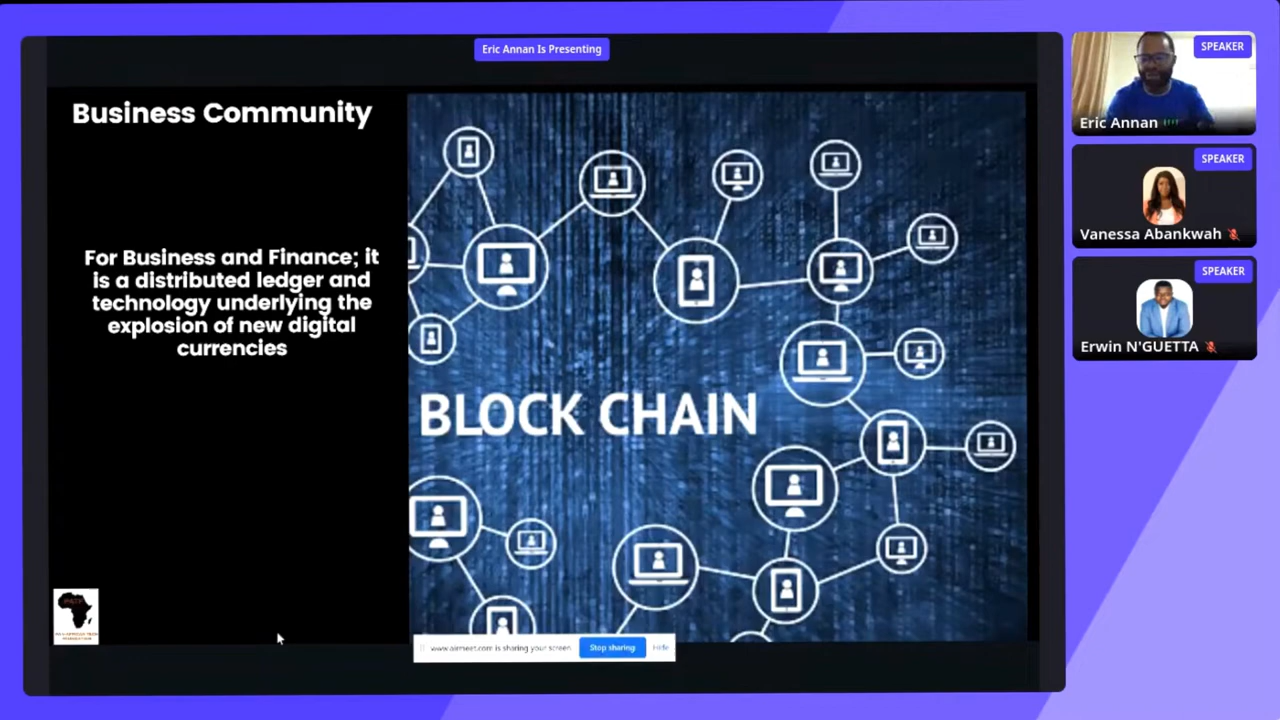 Eric Annan Is Presenting
Business Community
For Business and Finance; it
is a distributed ledger and
technology underlying the
explosion of new digital
currencies
BLOCK CHAIN
www.airmeet.com is sharing your screen
Stop sharing
Hide
SPEAKER
Eric Annan
SPEAKER
Vanessa Abankwah
SPEAKER
Erwin N'GUETTA